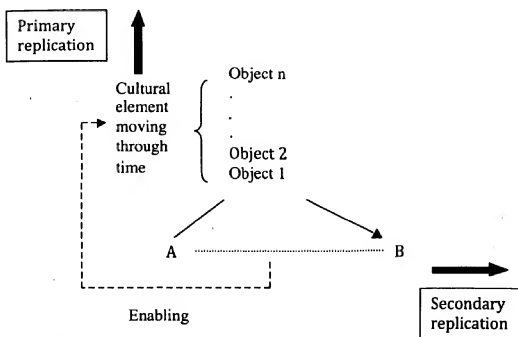 Primary
replication
Cultural
element
moving
through
time
Object n
.
.
.
Object 2
Object 1
A
B
Enabling
Secondary
replication